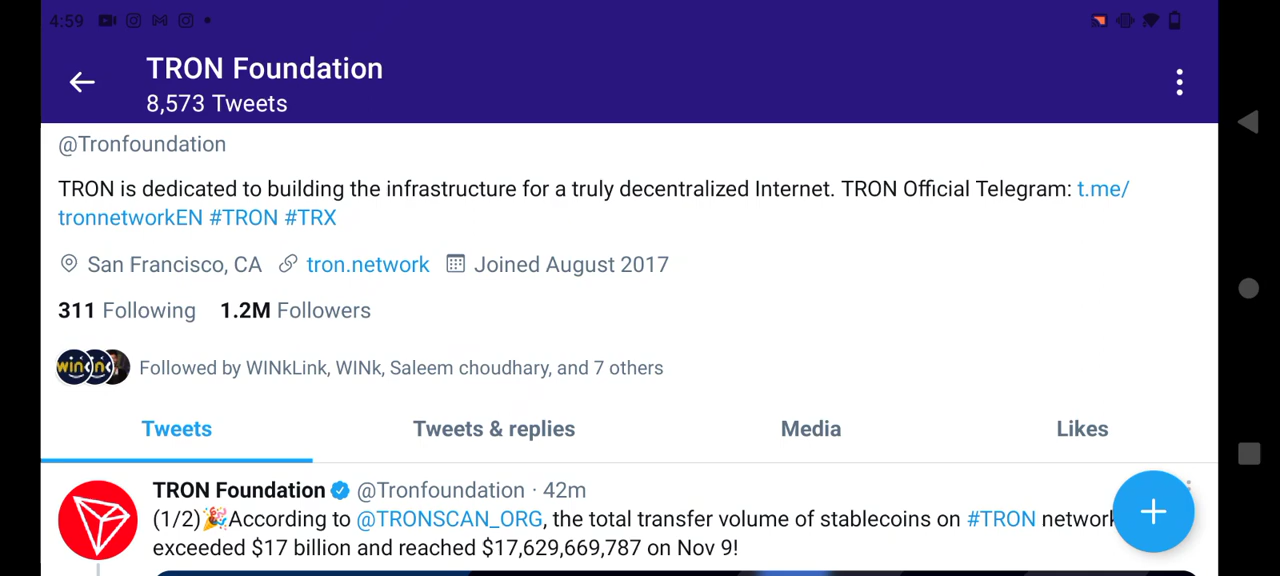 4:59
TRON Foundation
8,573 Tweets
@Tronfoundation
TRON is dedicated to building the infrastructure for a truly decentralized Internet. TRON Official Telegram: t.me/
tronnetworkEN #TRON #TRX
San Francisco, CA tron.network Joined August 2017
311 Following 1.2M Followers
Followed by WINkLink, WINk, Saleem choudhary, and 7 others
Tweets Tweets & replies Media Likes
TRON Foundation @Tronfoundation · 42m
(1/2)🎉According to @TRONSCAN_ORG, the total transfer volume of stablecoins on #TRON network
exceeded $17 billion and reached $17,629,669,787 on Nov 9!